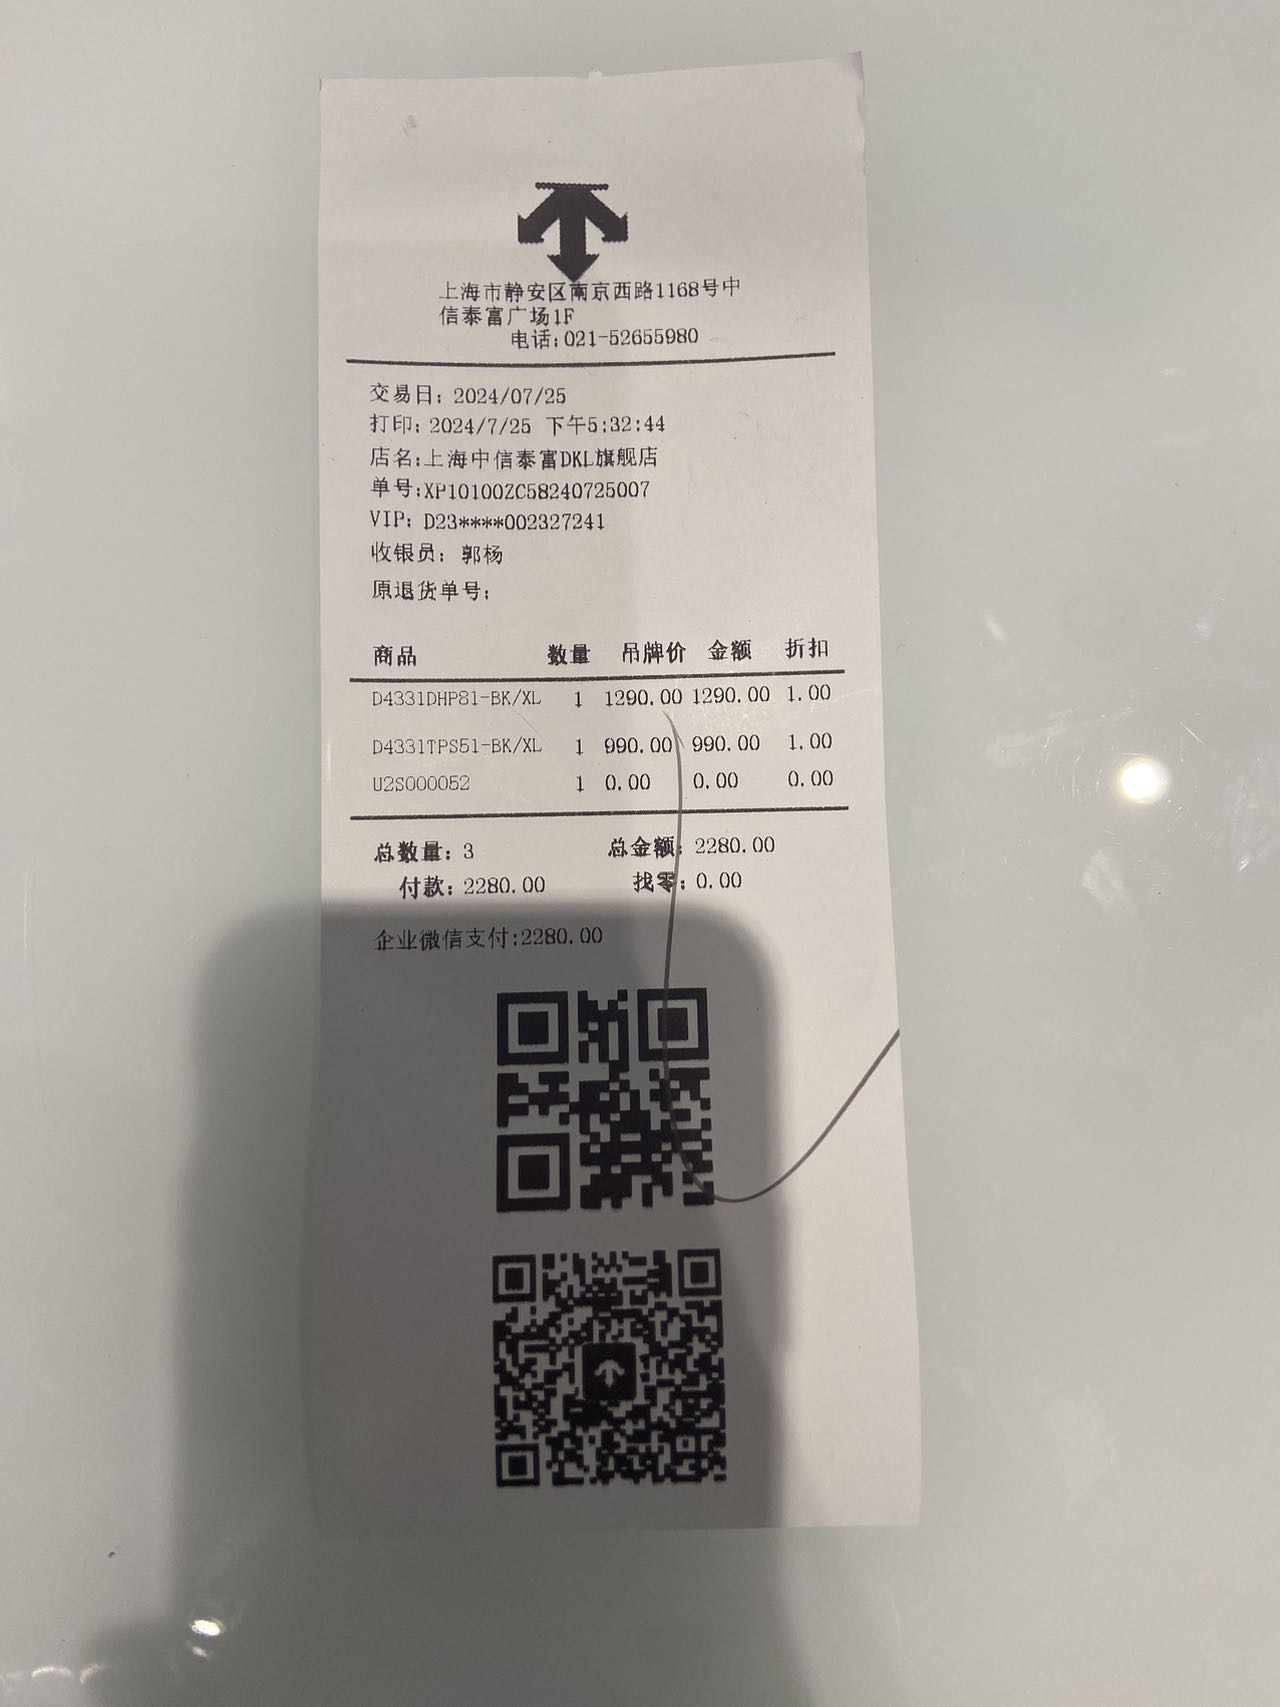 上海市静安区南京西路1168号中
信泰富广场1F
电话:021-52655980
交易日: 2024/07/25
打印: 2024/7/25 下午5:32:44
店名:上海中信泰富DKL旗舰店
单号:XP10100ZC58240725007
VIP: D23****002327241
收银员: 郭杨
原退货单号:
商品 数量 吊牌价 金额 折扣
D4331DHP81-BK/XL 1 1290.00 1290.00 1.00
D4331TPS51-BK/XL 1 990.00 990.00 1.00
U2S000052 1 0.00 0.00 0.00
总数量: 3 总金额: 2280.00
付款: 2280.00 找零: 0.00
企业微信支付:2280.00